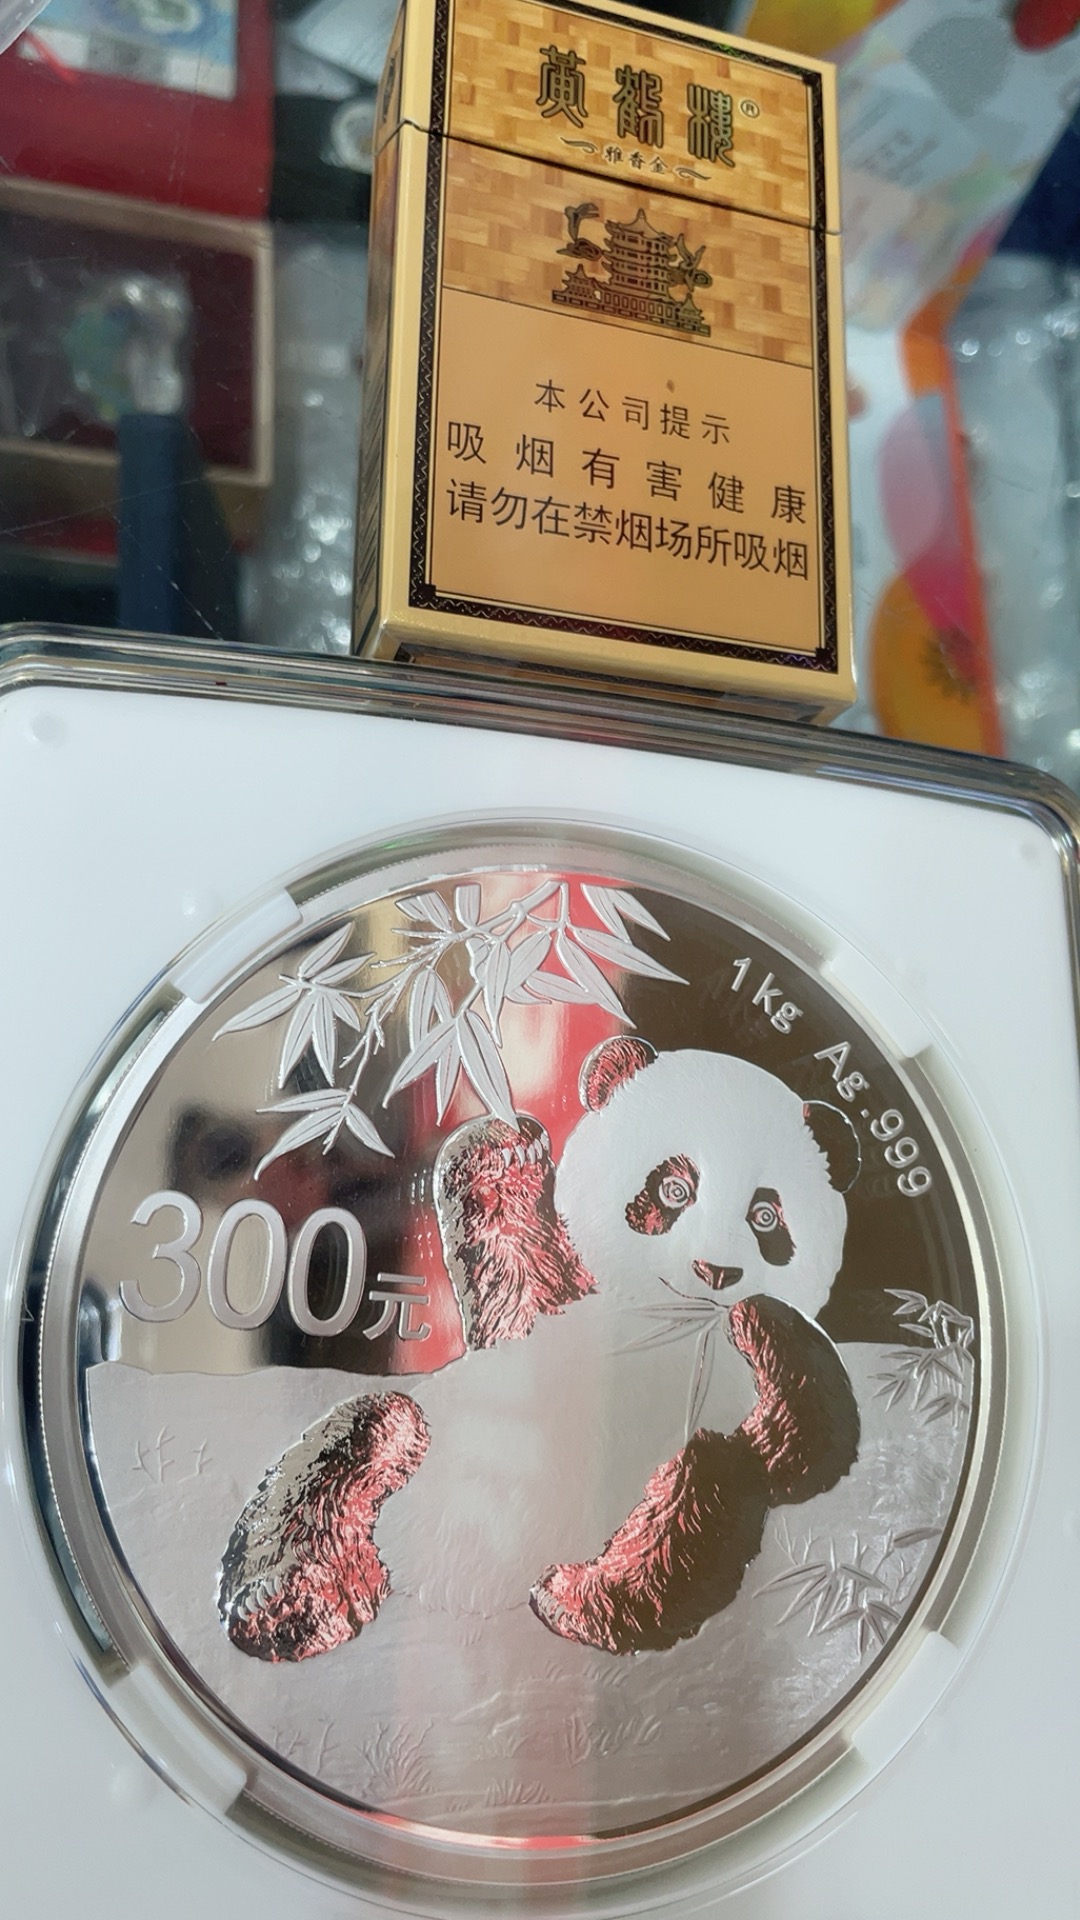 黄鹤楼®
雅香金
本公司提示
吸烟有害健康
请勿在禁烟场所吸烟
1kg Ag.999
300元